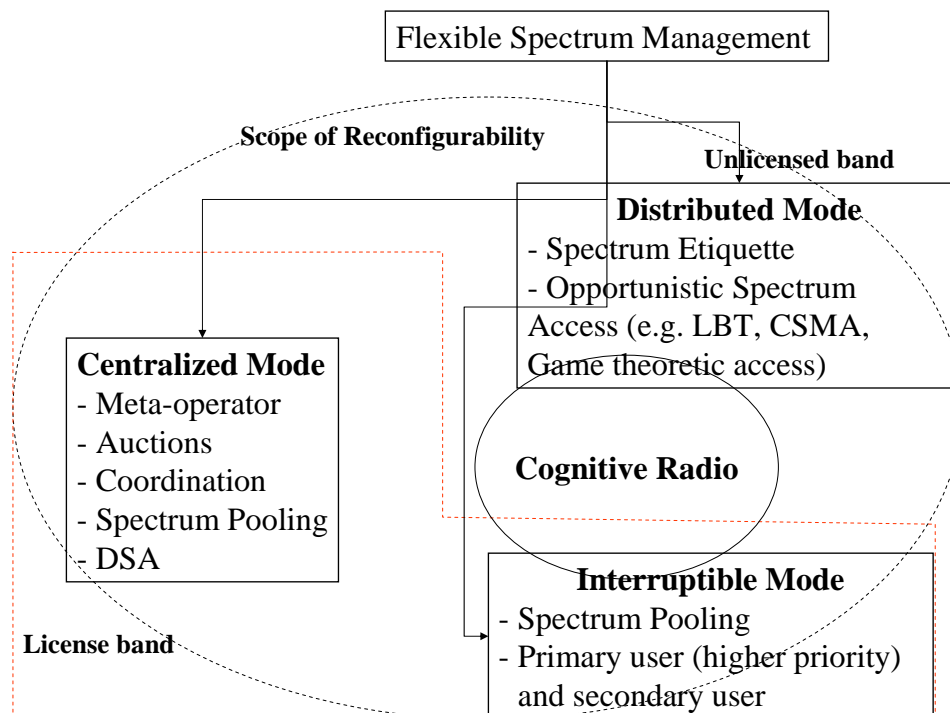 Flexible Spectrum Management
Scope of Reconfigurability
Unlicensed band
Distributed Mode
- Spectrum Etiquette
- Opportunistic Spectrum
Access (e.g. LBT, CSMA,
Game theoretic access)
Centralized Mode
- Meta-operator
- Auctions
- Coordination
- Spectrum Pooling
- DSA
Cognitive Radio
License band
Interruptible Mode
- Spectrum Pooling
- Primary user (higher priority)
and secondary user